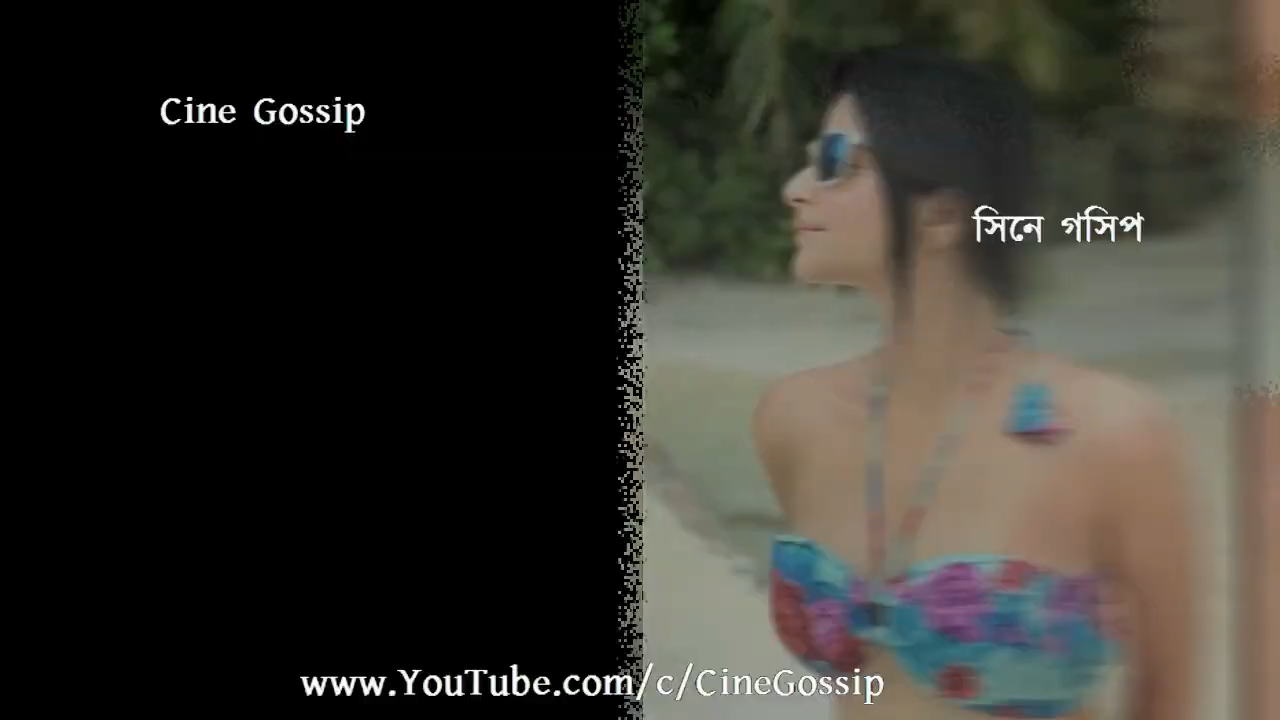 Cine Gossip
সিনে গসিপ
www.YouTube.com/c/CineGossip